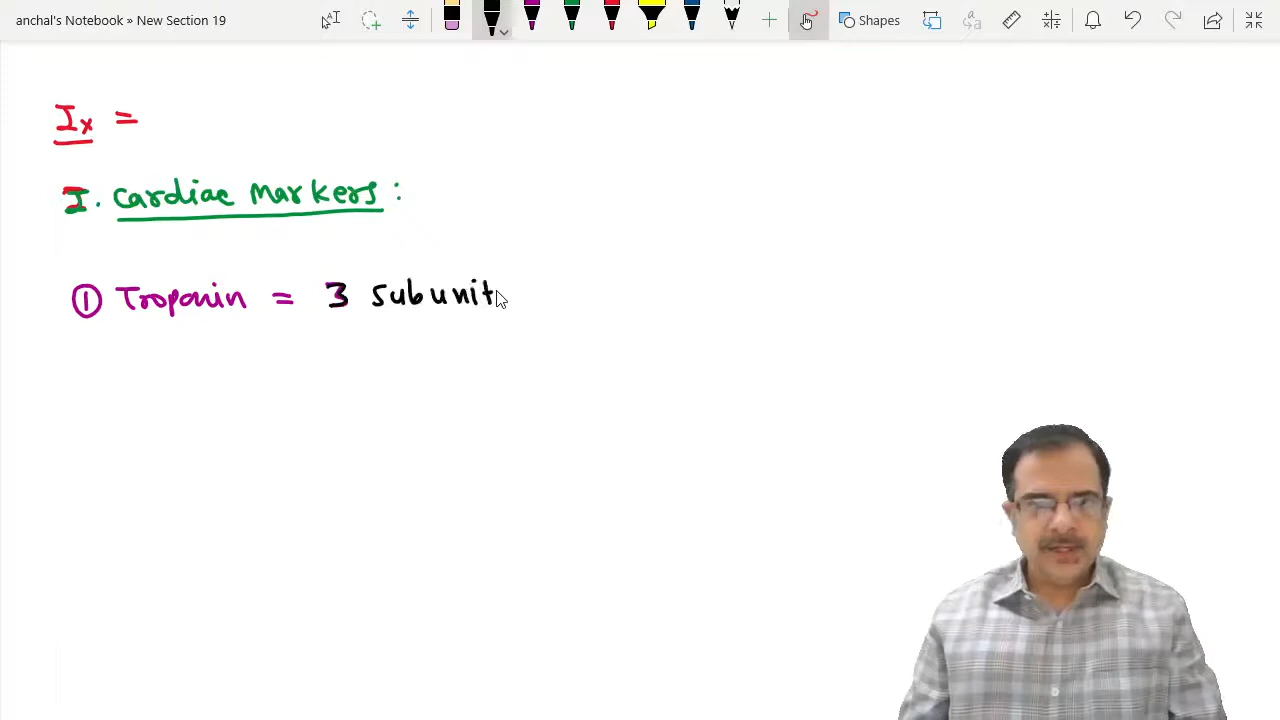 anchal's Notebook » New Section 19
Shapes
Ix =
I. Cardiac Markers :
① Troponin = 3 Subunit